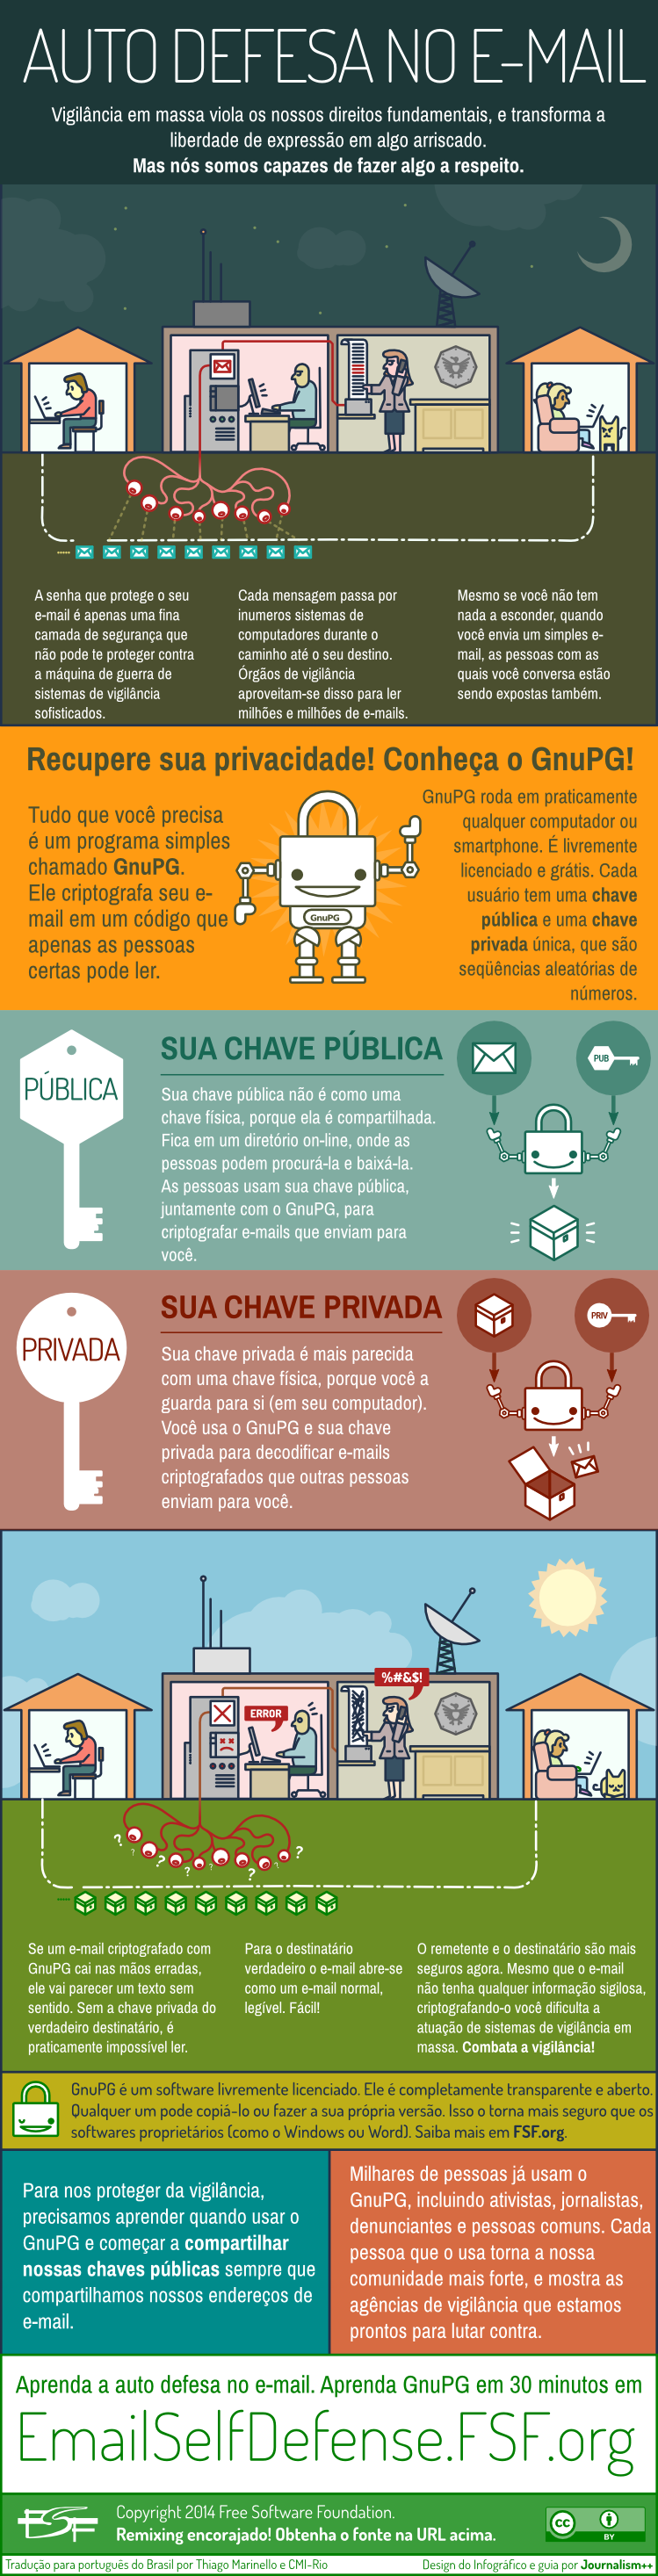 AUTO DEFESA NO E-MAIL
Vigilância em massa viola os nossos direitos fundamentais, e transforma a
liberdade de expressão em algo arriscado.
Mas nós somos capazes de fazer algo a respeito.
A senha que protege o seu
e-mail é apenas uma fina
camada de segurança que
não pode te proteger contra
a máquina de guerra de
sistemas de vigilância
sofisticados.
Cada mensagem passa por
inumeros sistemas de
computadores durante o
caminho até o seu destino.
Órgãos de vigilância
aproveitam-se disso para ler
milhões e milhões de e-mails.
Mesmo se você não tem
nada a esconder, quando
você envia um simples e-
mail, as pessoas com as
quais você conversa estão
sendo expostas também.
Recupere sua privacidade! Conheça o GnuPG!
Tudo que você precisa
é um programa simples
chamado GnuPG.
Ele criptografa seu e-
mail em um código que
apenas as pessoas
certas pode ler.
GnuPG
GnuPG roda em praticamente
qualquer computador ou
smartphone. É livremente
licenciado e grátis. Cada
usuário tem uma chave
pública e uma chave
privada única, que são
seqüências aleatórias de
números.
PÚBLICA
SUA CHAVE PÚBLICA
Sua chave pública não é como uma
chave física, porque ela é compartilhada.
Fica em um diretório on-line, onde as
pessoas podem procurá-la e baixá-la.
As pessoas usam sua chave pública,
juntamente com o GnuPG, para
criptografar e-mails que enviam para
você.
PUB
PRIVADA
SUA CHAVE PRIVADA
Sua chave privada é mais parecida
com uma chave física, porque você a
guarda para si (em seu computador).
Você usa o GnuPG e sua chave
privada para decodificar e-mails
criptografados que outras pessoas
enviam para você.
PRIV
%#&$!
ERROR
? ? ? ? ? ? ? ?
Se um e-mail criptografado com
GnuPG cai nas mãos erradas,
ele vai parecer um texto sem
sentido. Sem a chave privada do
verdadeiro destinatário, é
praticamente impossível ler.
Para o destinatário
verdadeiro o e-mail abre-se
como um e-mail normal,
legível. Fácil!
O remetente e o destinatário são mais
seguros agora. Mesmo que o e-mail
não tenha qualquer informação sigilosa,
criptografando-o você dificulta a
atuação de sistemas de vigilância em
massa. Combata a vigilância!
GnuPG é um software livremente licenciado. Ele é completamente transparente e aberto.
Qualquer um pode copiá-lo ou fazer a sua própria versão. Isso o torna mais seguro que os
softwares proprietários (como o Windows ou Word). Saiba mais em FSF.org.
Para nos proteger da vigilância,
precisamos aprender quando usar o
GnuPG e começar a compartilhar
nossas chaves públicas sempre que
compartilhamos nossos endereços de
e-mail.
Milhares de pessoas já usam o
GnuPG, incluindo ativistas, jornalistas,
denunciantes e pessoas comuns. Cada
pessoa que o usa torna a nossa
comunidade mais forte, e mostra as
agências de vigilância que estamos
prontos para lutar contra.
Aprenda a auto defesa no e-mail. Aprenda GnuPG em 30 minutos em
EmailSelfDefense.FSF.org
FSF
Copyright 2014 Free Software Foundation.
Remixing encorajado! Obtenha o fonte na URL acima.
cc
BY
Tradução para português do Brasil por Thiago Marinello e CMI-Rio
Design do Infográfico e guia por Journalism++